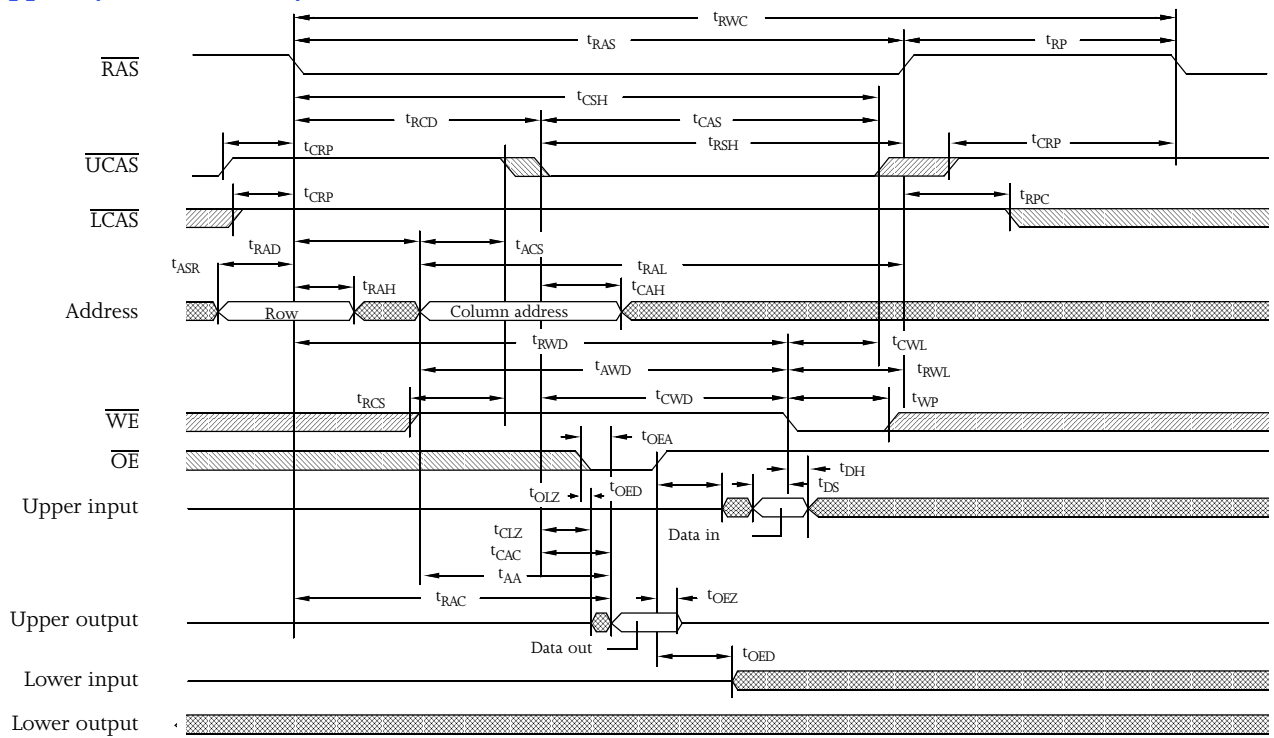 tRWC
tRAS
tRP
RAS
tCSH
tRCD
tCAS
tCRP
tRSH
tCRP
UCAS
tCRP
tRPC
LCAS
tRAD
tACS
tASR
tRAL
tRAH
tCAH
Address
Row
Column address
tRWD
tCWL
tAWD
tRWL
tRCS
tCWD
tWP
WE
tOEA
OE
tDH
tOLZ
tOED
tDS
Upper input
tCLZ
Data in
tCAC
tAA
tRAC
tOEZ
Upper output
Data out
tOED
Lower input
Lower output